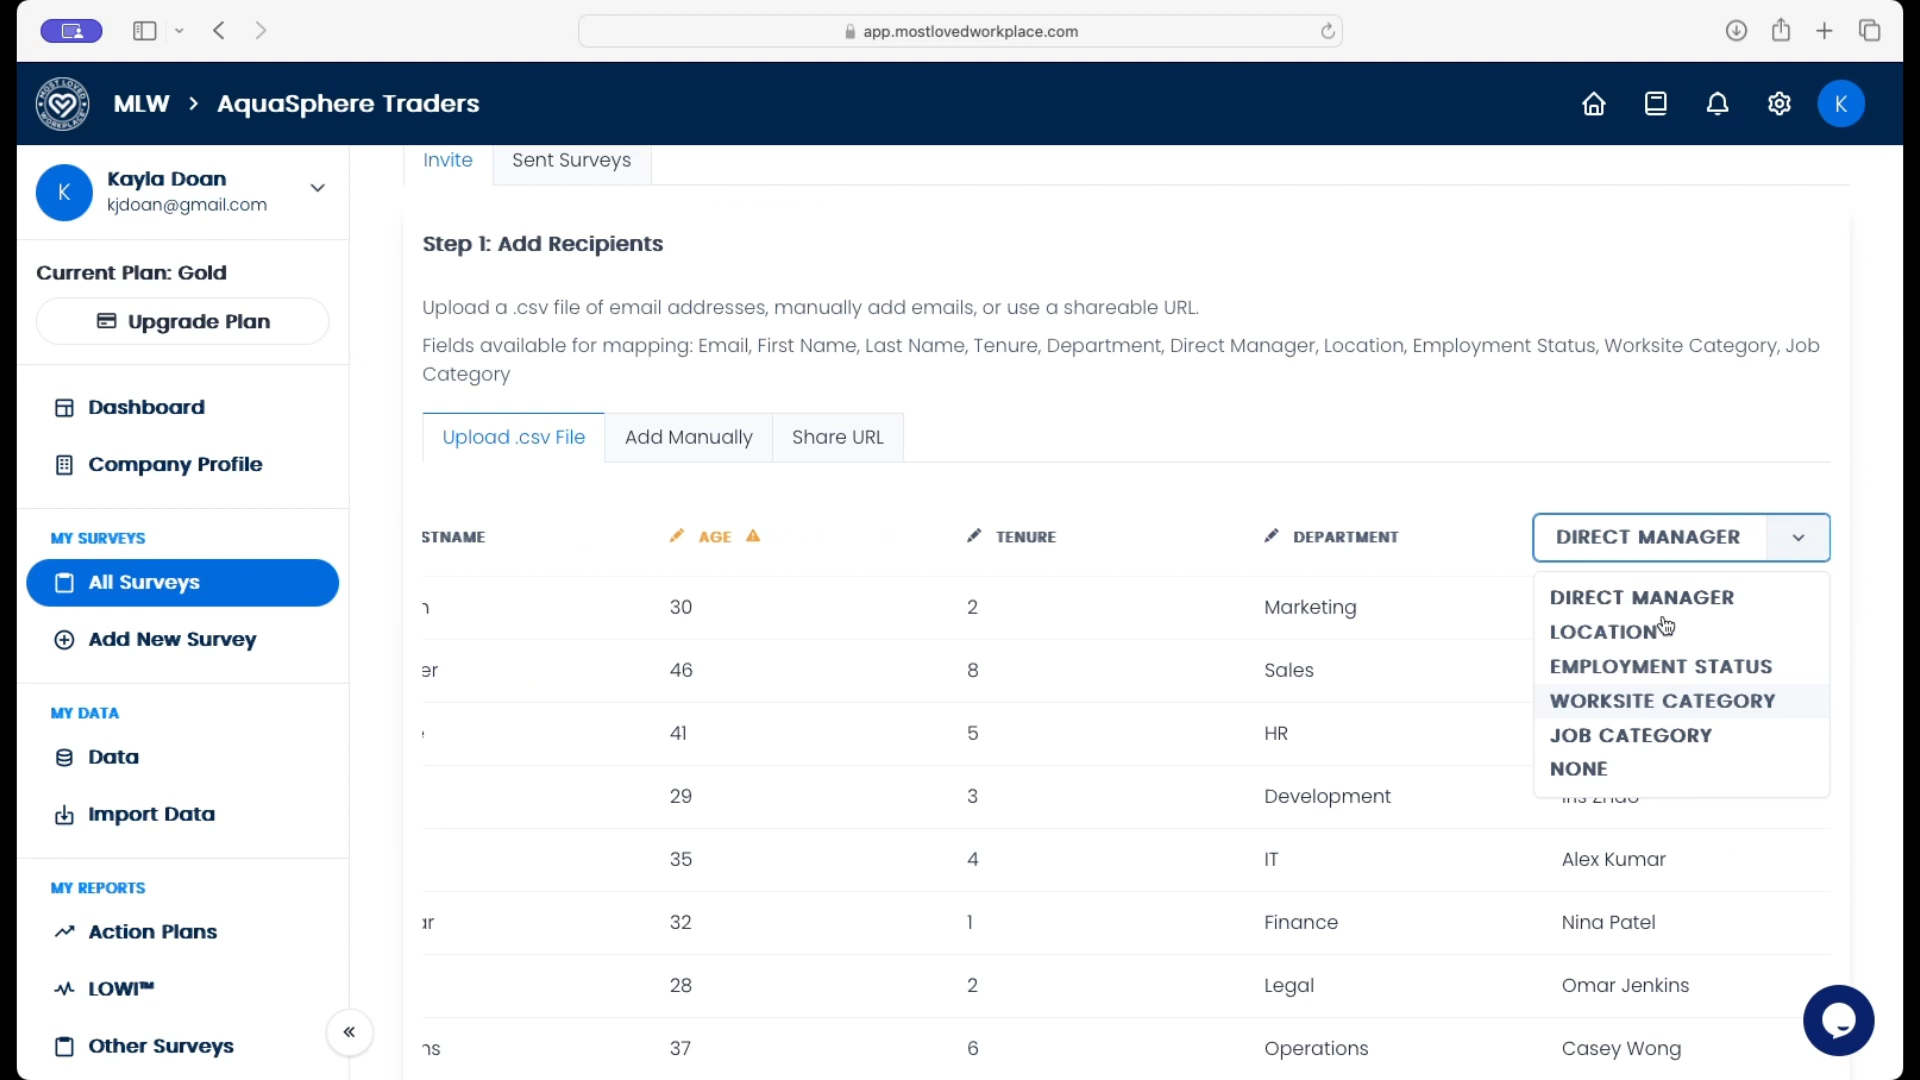 app.mostlovedworkplace.com
MOST LOVED WORKPLACE
MLW > AquaSphere Traders
K
K
Kayla Doan
kjdoan@gmail.com
Current Plan: Gold
Upgrade Plan
Dashboard
Company Profile
MY SURVEYS
All Surveys
Add New Survey
MY DATA
Data
Import Data
MY REPORTS
Action Plans
LOWI™
Other Surveys
Invite Sent Surveys
Step 1: Add Recipients
Upload a .csv file of email addresses, manually add emails, or use a shareable URL.
Fields available for mapping: Email, First Name, Last Name, Tenure, Department, Direct Manager, Location, Employment Status, Worksite Category, Job
Category
Upload .csv File Add Manually Share URL
STNAME AGE TENURE DEPARTMENT DIRECT MANAGER
DIRECT MANAGER
LOCATION
EMPLOYMENT STATUS
WORKSITE CATEGORY
JOB CATEGORY
NONE
30 2 Marketing
er 46 8 Sales
41 5 HR
29 3 Development
35 4 IT Alex Kumar
ar 32 1 Finance Nina Patel
28 2 Legal Omar Jenkins
ns 37 6 Operations Casey Wong